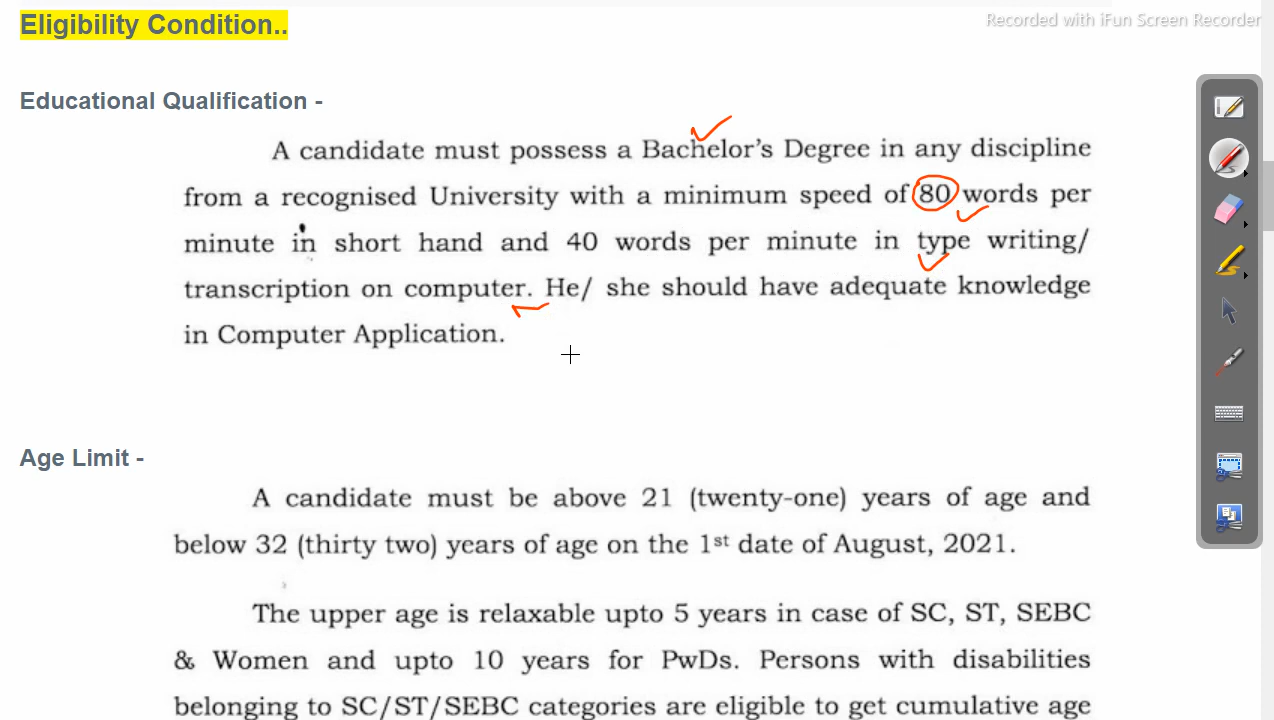 Eligibility Condition..
Recorded with iFun Screen Recorder
Educational Qualification -
A candidate must possess a Bachelor's Degree in any discipline
from a recognised University with a minimum speed of 80 words per
minute in short hand and 40 words per minute in type writing/
transcription on computer. He/ she should have adequate knowledge
in Computer Application.
Age Limit -
A candidate must be above 21 (twenty-one) years of age and
below 32 (thirty two) years of age on the 1st date of August, 2021.
The upper age is relaxable upto 5 years in case of SC, ST, SEBC
& Women and upto 10 years for PwDs. Persons with disabilities
belonging to SC/ST/SEBC categories are eligible to get cumulative age